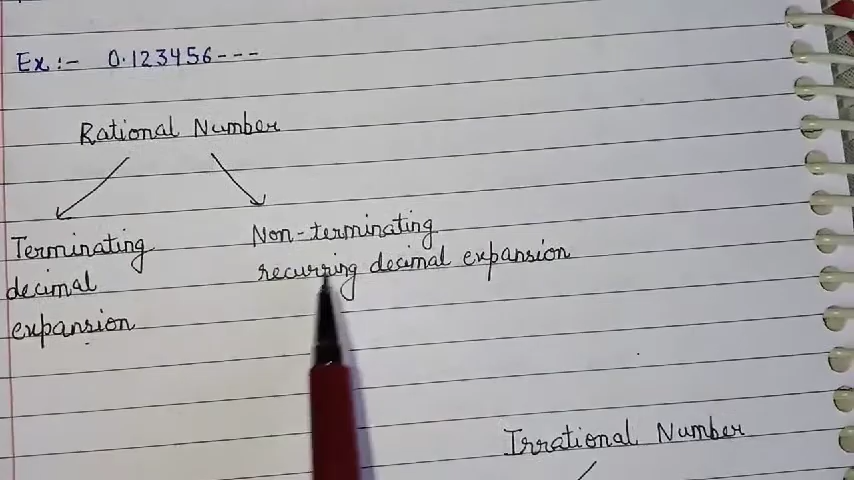 Ex:- 0.123456---
Rational Number
Terminating
decimal
expansion
Non-terminating
recurring decimal expansion
Irrational Number